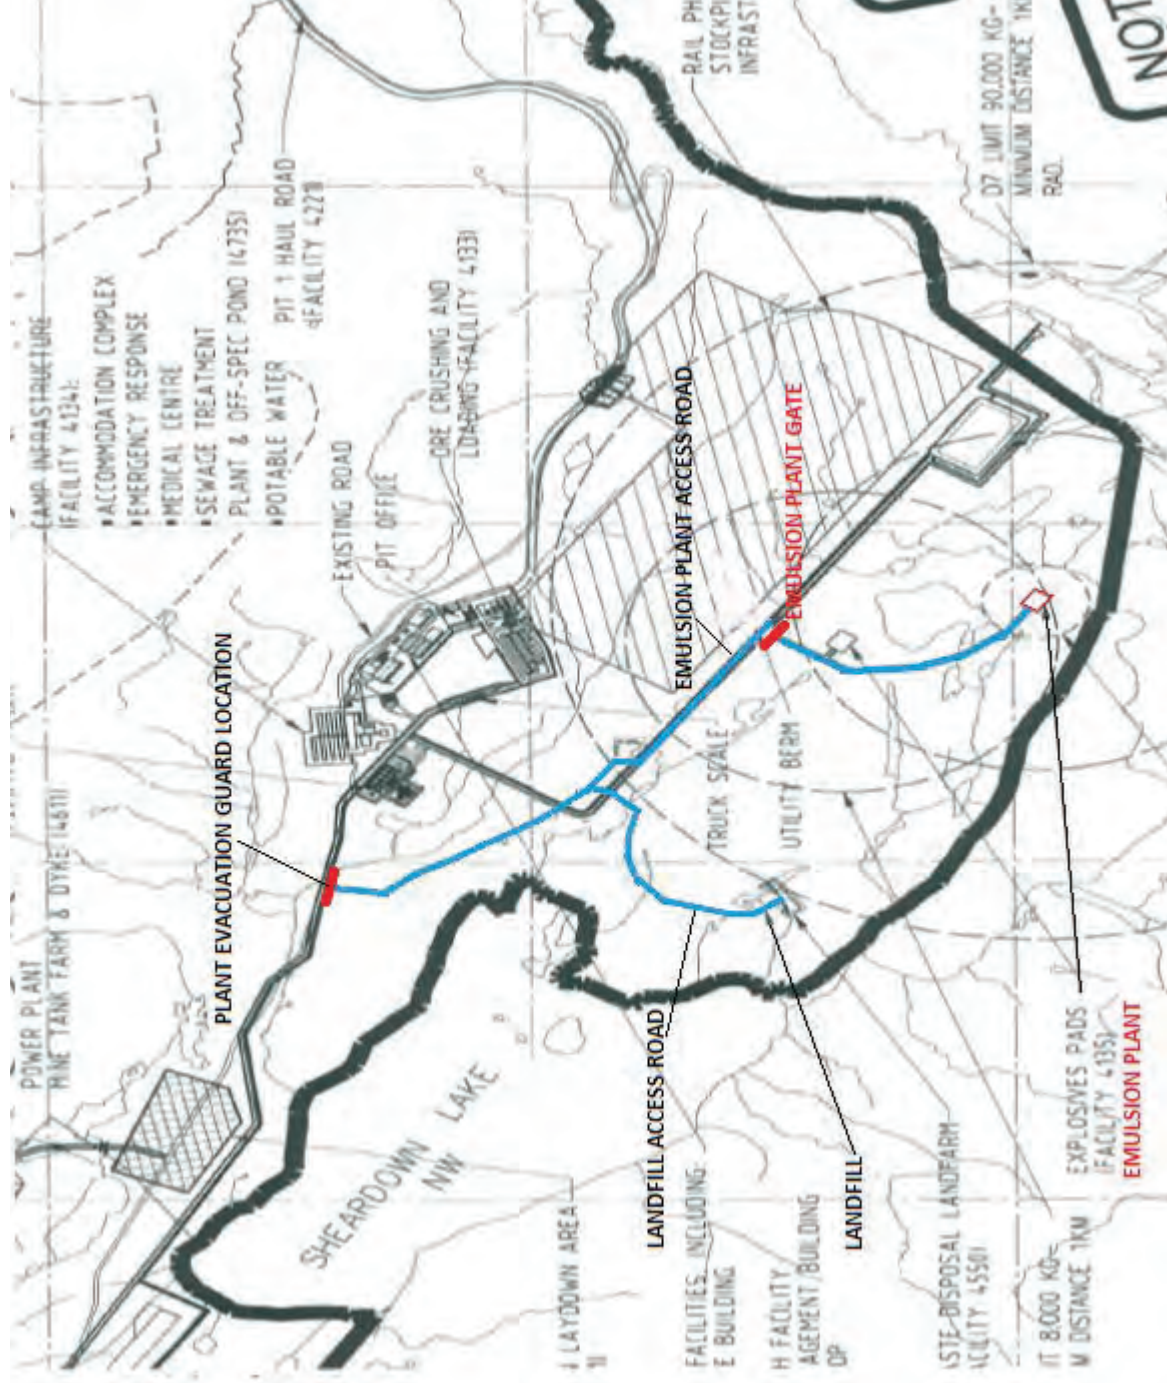 CAMP INFRASTRUCTURE
(FACILITY 4134):
•ACCOMMODATION COMPLEX
•EMERGENCY RESPONSE
•MEDICAL CENTRE
•SEWAGE TREATMENT
PLANT & OFF-SPEC POND (4735)
•POTABLE WATER
PIT 1 HAUL ROAD
(FACILITY 4221)
EXISTING ROAD
PIT OFFICE
ORE CRUSHING AND
LOADING (FACILITY 4133)
RAIL
STOCKPI
INFRAST
D7 LIMIT 90,000 KG-
MINIMUM DISTANCE
RAD.
NOT
POWER PLANT
MINE TANK FARM & DYKE (4611)
PLANT EVACUATION GUARD LOCATION
EMULSION PLANT ACCESS ROAD
EMULSION PLANT GATE
TRUCK SCALE
UTILITY BERM
SHEARDOWN LAKE
NW
LAYDOWN AREA
LANDFILL ACCESS ROAD
LANDFILL
FACILITIES, INCLUDING:
E BUILDING
H FACILITY
AGEMENT BUILDING
OP
STE DISPOSAL LANDFARM
CILITY 4550)
IT 8,000 KG-
M DISTANCE 1KM
EXPLOSIVES PADS
(FACILITY 4135)
EMULSION PLANT